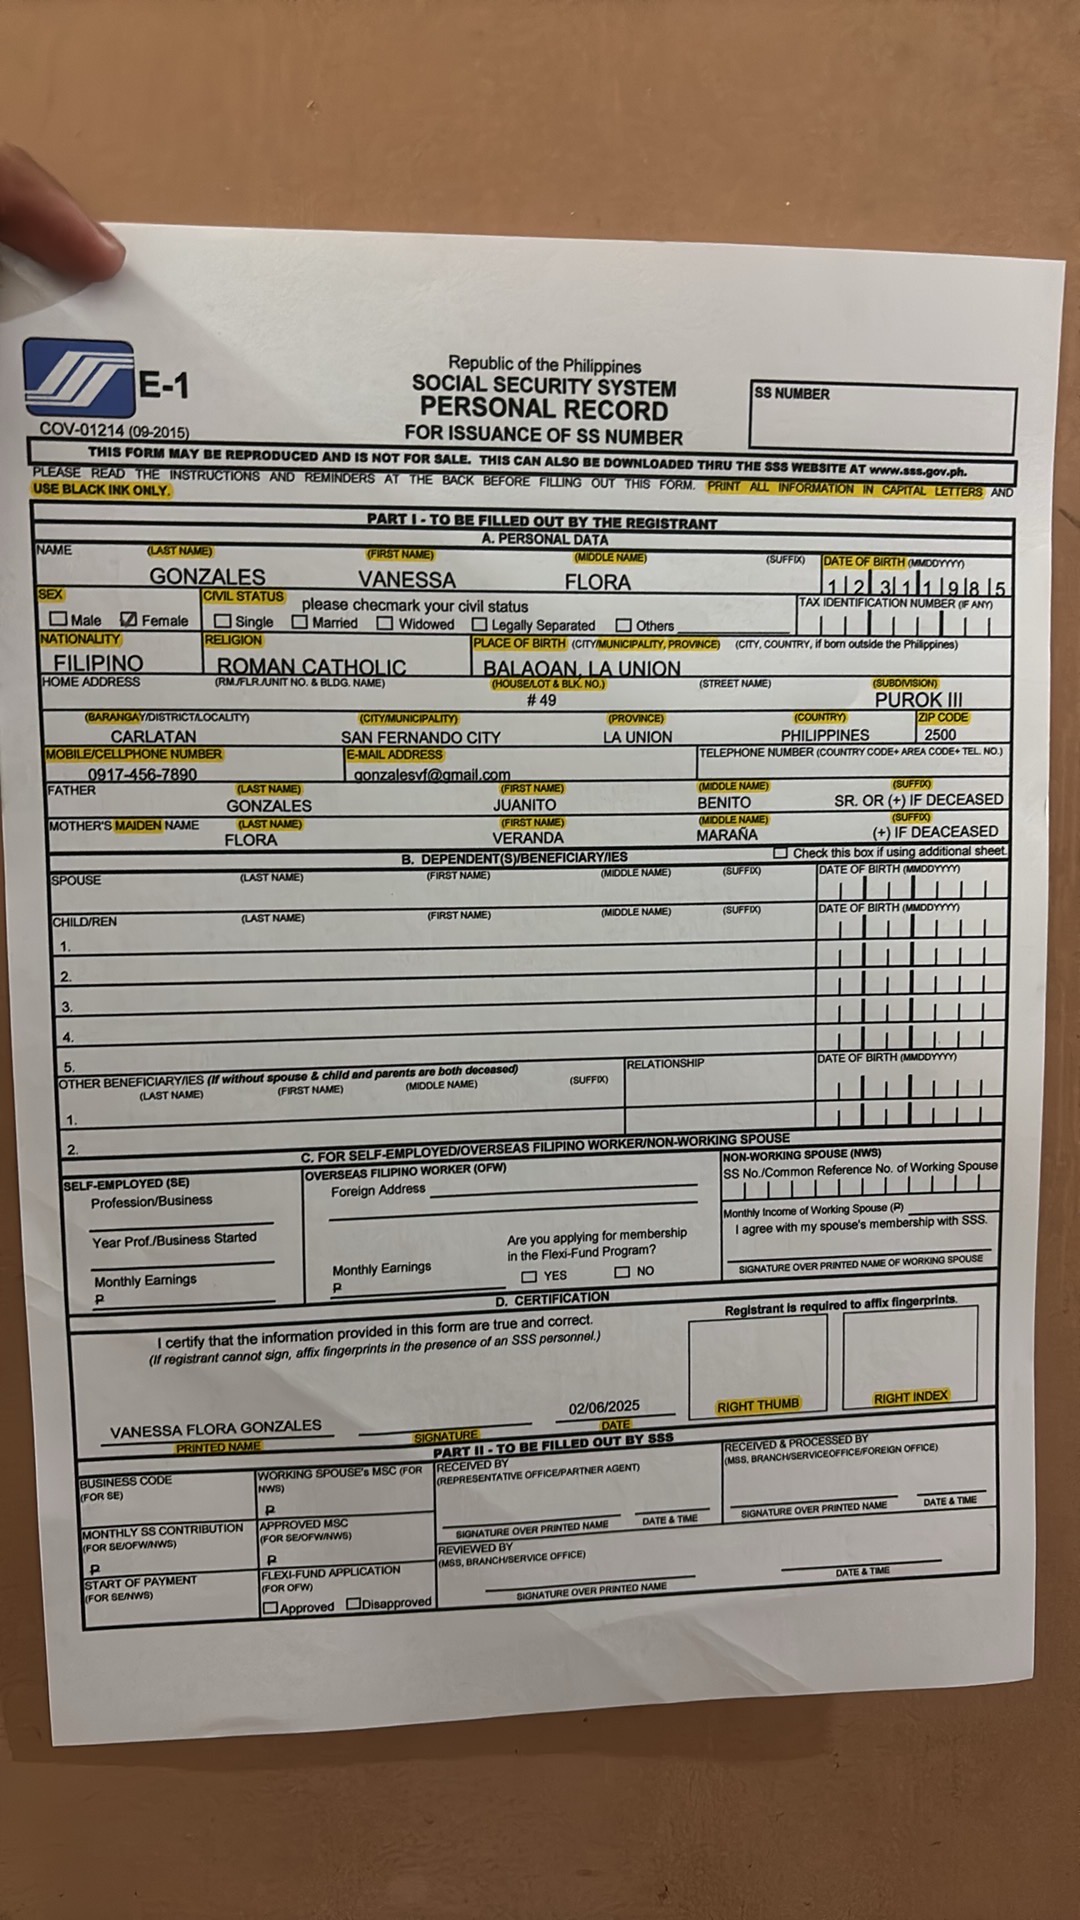 E-1
COV-01214 (09-2015)
Republic of the Philippines
SOCIAL SECURITY SYSTEM
PERSONAL RECORD
FOR ISSUANCE OF SS NUMBER
SS NUMBER
THIS FORM MAY BE REPRODUCED AND IS NOT FOR SALE. THIS CAN ALSO BE DOWNLOADED THRU THE SSS WEBSITE AT www.sss.gov.ph.
PLEASE READ THE INSTRUCTIONS AND REMINDERS AT THE BACK BEFORE FILLING OUT THIS FORM. PRINT ALL INFORMATION IN CAPITAL LETTERS AND
USE BLACK INK ONLY.
PART I - TO BE FILLED OUT BY THE REGISTRANT
A. PERSONAL DATA
NAME (LAST NAME) (FIRST NAME) (MIDDLE NAME) (SUFFIX) DATE OF BIRTH (MMDDYYYY)
GONZALES VANESSA FLORA 1 2 3 1 1 9 8 5
SEX CIVIL STATUS please checmark your civil status TAX IDENTIFICATION NUMBER (IF ANY)
Male Female Single Married Widowed Legally Separated Others
NATIONALITY RELIGION PLACE OF BIRTH (CITY/MUNICIPALITY, PROVINCE) (CITY, COUNTRY, if born outside the Philippines)
FILIPINO ROMAN CATHOLIC BALAOAN, LA UNION
HOME ADDRESS (RM./FLR./UNIT NO. & BLDG. NAME) (HOUSE/LOT & BLK. NO.) (STREET NAME) (SUBDIVISION)
# 49 PUROK III
(BARANGAY/DISTRICT/LOCALITY) (CITY/MUNICIPALITY) (PROVINCE) (COUNTRY) ZIP CODE
CARLATAN SAN FERNANDO CITY LA UNION PHILIPPINES 2500
MOBILE/CELLPHONE NUMBER E-MAIL ADDRESS TELEPHONE NUMBER (COUNTRY CODE+ AREA CODE+ TEL. NO.)
0917-456-7890 gonzalesvf@gmail.com
FATHER (LAST NAME) (FIRST NAME) (MIDDLE NAME) (SUFFIX)
GONZALES JUANITO BENITO SR. OR (+) IF DECEASED
MOTHER'S MAIDEN NAME (LAST NAME) (FIRST NAME) (MIDDLE NAME) (SUFFIX)
FLORA VERANDA MARAÑA (+) IF DEACEASED
B. DEPENDENT(S)/BENEFICIARY/IES Check this box if using additional sheet.
SPOUSE (LAST NAME) (FIRST NAME) (MIDDLE NAME) (SUFFIX) DATE OF BIRTH (MMDDYYYY)
CHILD/REN (LAST NAME) (FIRST NAME) (MIDDLE NAME) (SUFFIX) DATE OF BIRTH (MMDDYYYY)
1.
2.
3.
4.
5.
OTHER BENEFICIARY/IES (If without spouse & child and parents are both deceased) RELATIONSHIP DATE OF BIRTH (MMDDYYYY)
(LAST NAME) (FIRST NAME) (MIDDLE NAME) (SUFFIX)
1.
2.
C. FOR SELF-EMPLOYED/OVERSEAS FILIPINO WORKER/NON-WORKING SPOUSE
SELF-EMPLOYED (SE)
Profession/Business
Year Prof./Business Started
Monthly Earnings
₱
OVERSEAS FILIPINO WORKER (OFW)
Foreign Address
Are you applying for membership
in the Flexi-Fund Program?
Monthly Earnings
₱
YES NO
NON-WORKING SPOUSE (NWS)
SS No./Common Reference No. of Working Spouse
Monthly Income of Working Spouse (₱)
I agree with my spouse's membership with SSS.
SIGNATURE OVER PRINTED NAME OF WORKING SPOUSE
D. CERTIFICATION
I certify that the information provided in this form are true and correct.
(If registrant cannot sign, affix fingerprints in the presence of an SSS personnel.)
Registrant is required to affix fingerprints.
VANESSA FLORA GONZALES 02/06/2025
PRINTED NAME SIGNATURE DATE RIGHT THUMB RIGHT INDEX
PART II - TO BE FILLED OUT BY SSS
BUSINESS CODE
(FOR SE)
WORKING SPOUSE's MSC (FOR
NWS)
₱
RECEIVED BY
(REPRESENTATIVE OFFICE/PARTNER AGENT)
SIGNATURE OVER PRINTED NAME DATE & TIME
RECEIVED & PROCESSED BY
(MSS, BRANCH/SERVICEOFFICE/FOREIGN OFFICE)
SIGNATURE OVER PRINTED NAME DATE & TIME
MONTHLY SS CONTRIBUTION
(FOR SE/OFW/NWS)
₱
APPROVED MSC
(FOR SE/OFW/NWS)
₱
REVIEWED BY
(MSS, BRANCH/SERVICE OFFICE)
SIGNATURE OVER PRINTED NAME DATE & TIME
START OF PAYMENT
(FOR SE/NWS)
FLEXI-FUND APPLICATION
(FOR OFW)
Approved Disapproved